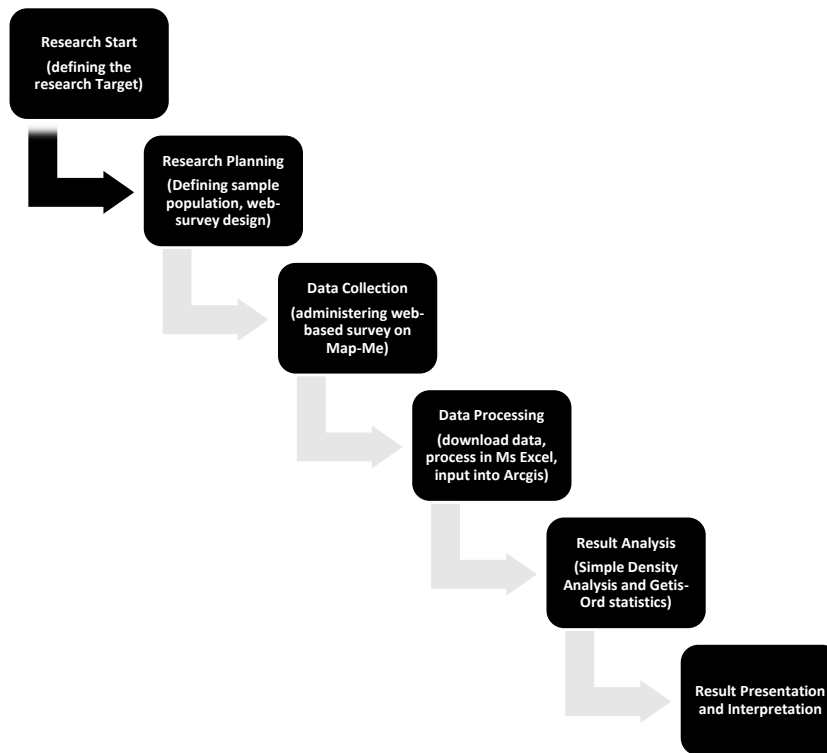 Research Start
(defining the
research Target)
Research Planning
(Defining sample
population, web-
survey design)
Data Collection
(administering web-
based survey on
Map-Me)
Data Processing
(download data,
process in Ms Excel,
input into Arcgis)
Result Analysis
(Simple Density
Analysis and Getis-
Ord statistics)
Result Presentation
and Interpretation